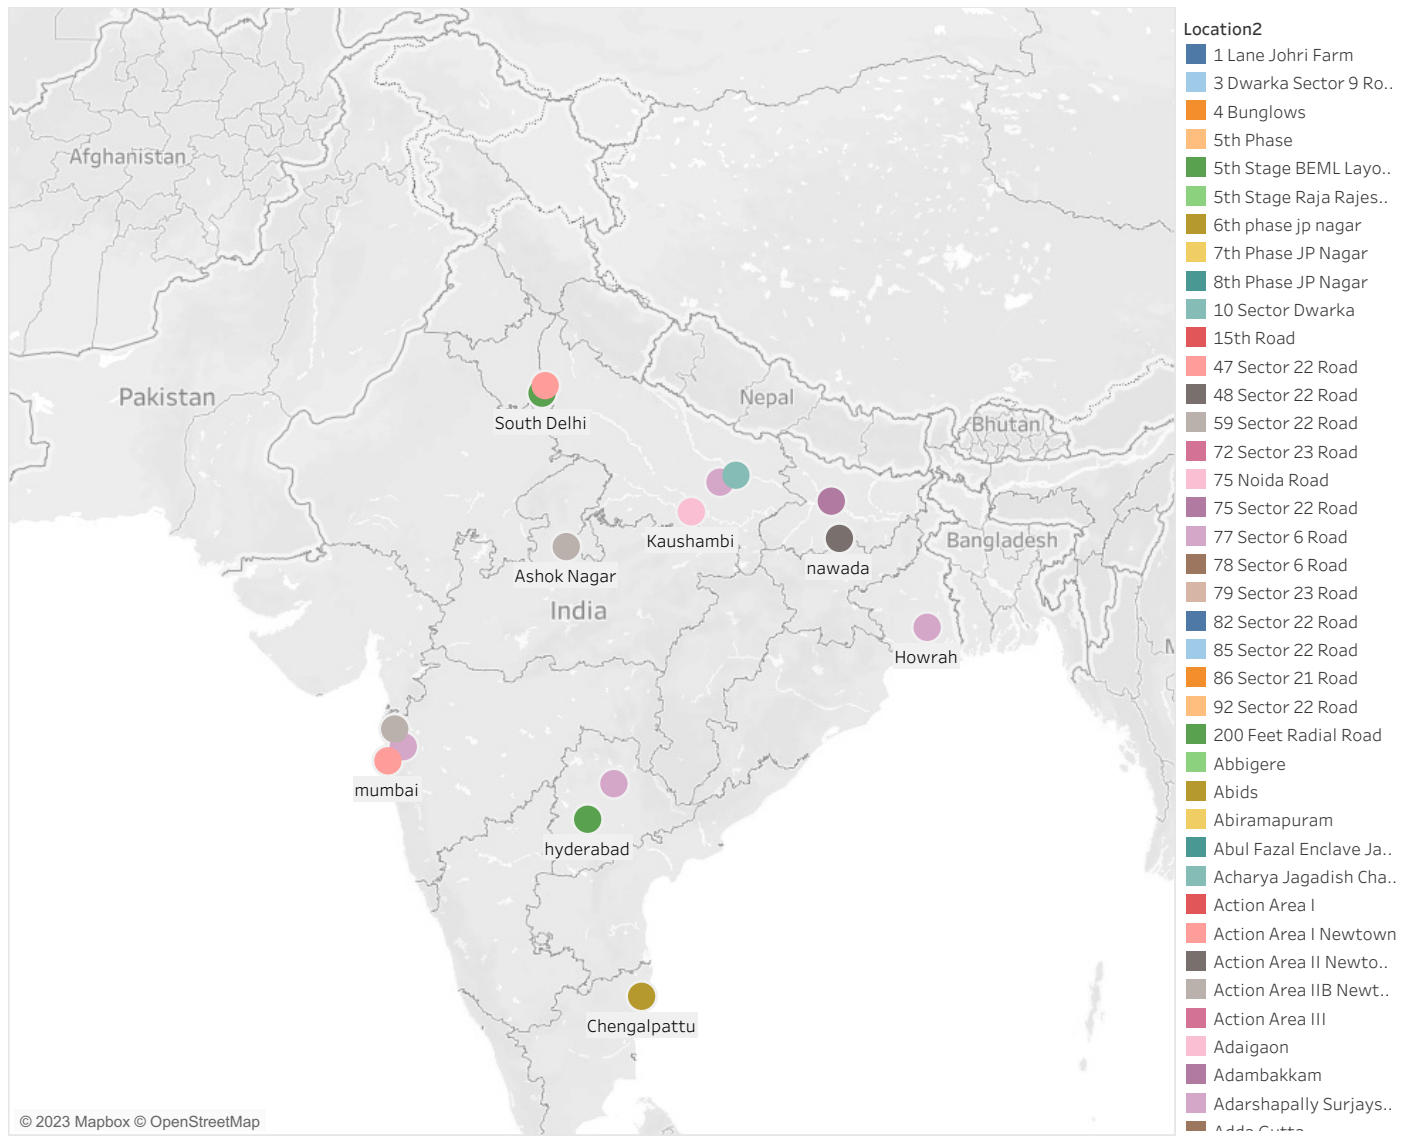 Afghanistan
Pakistan
South Delhi
Nepal
Bhutan
Kaushambi
Bangladesh
nawada
Ashok Nagar
India
Howrah
mumbai
hyderabad
Chengalpattu
© 2023 Mapbox © OpenStreetMap
Location2
1 Lane Johri Farm
3 Dwarka Sector 9 Ro..
4 Bunglows
5th Phase
5th Stage BEML Layo..
5th Stage Raja Rajes..
6th phase jp nagar
7th Phase JP Nagar
8th Phase JP Nagar
10 Sector Dwarka
15th Road
47 Sector 22 Road
48 Sector 22 Road
59 Sector 22 Road
72 Sector 23 Road
75 Noida Road
75 Sector 22 Road
77 Sector 6 Road
78 Sector 6 Road
79 Sector 23 Road
82 Sector 22 Road
85 Sector 22 Road
86 Sector 21 Road
92 Sector 22 Road
200 Feet Radial Road
Abbigere
Abids
Abiramapuram
Abul Fazal Enclave Ja..
Acharya Jagadish Cha..
Action Area I
Action Area I Newtown
Action Area II Newto..
Action Area IIB Newt..
Action Area III
Adaigaon
Adambakkam
Adarshapally Surjays..